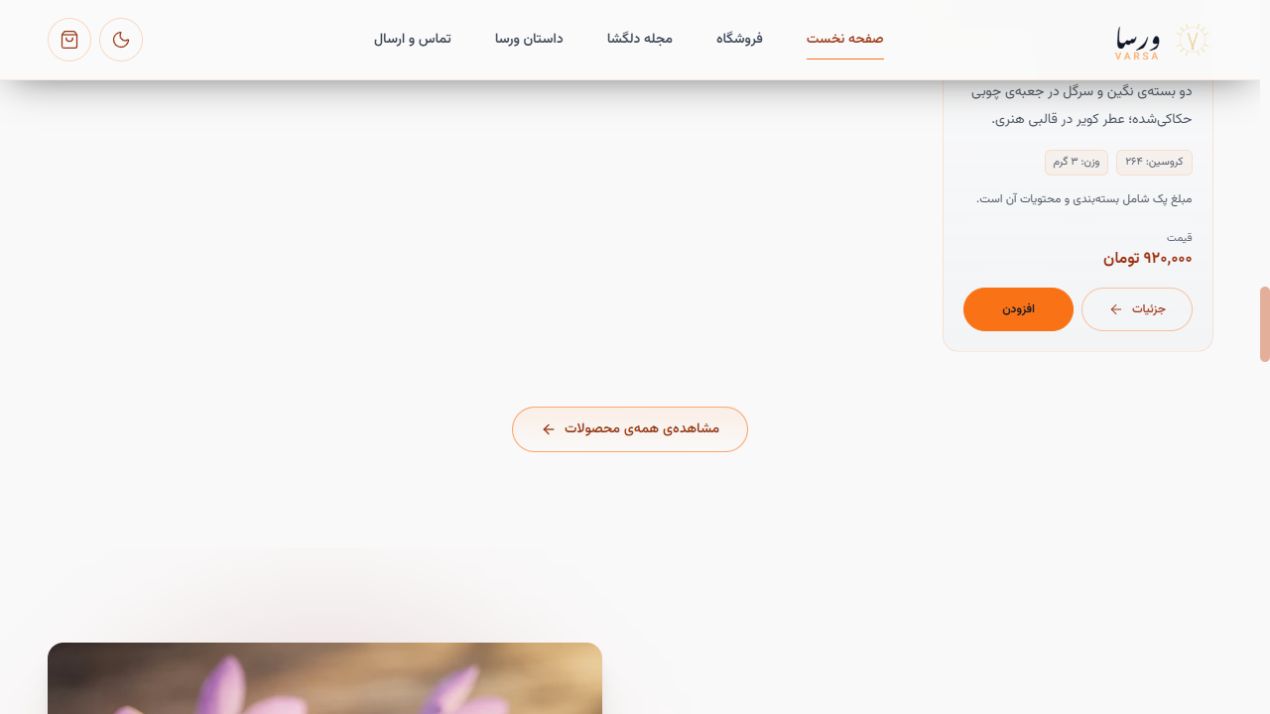 ورسا
VARSA
صفحه نخست
فروشگاه
مجله دلگشا
داستان ورسا
تماس و ارسال
دو بسته‌ی نگین و سرگل در جعبه‌ی چوبی
حکاکی‌شده؛ عطر کویر در قالبی هنری.
کروسین: ۲۶۴
وزن: ۳ گرم
مبلغ پک شامل بسته‌بندی و محتویات آن است.
قیمت
۹۲۰,۰۰۰ تومان
جزئیات
افزودن
مشاهده‌ی همه‌ی محصولات